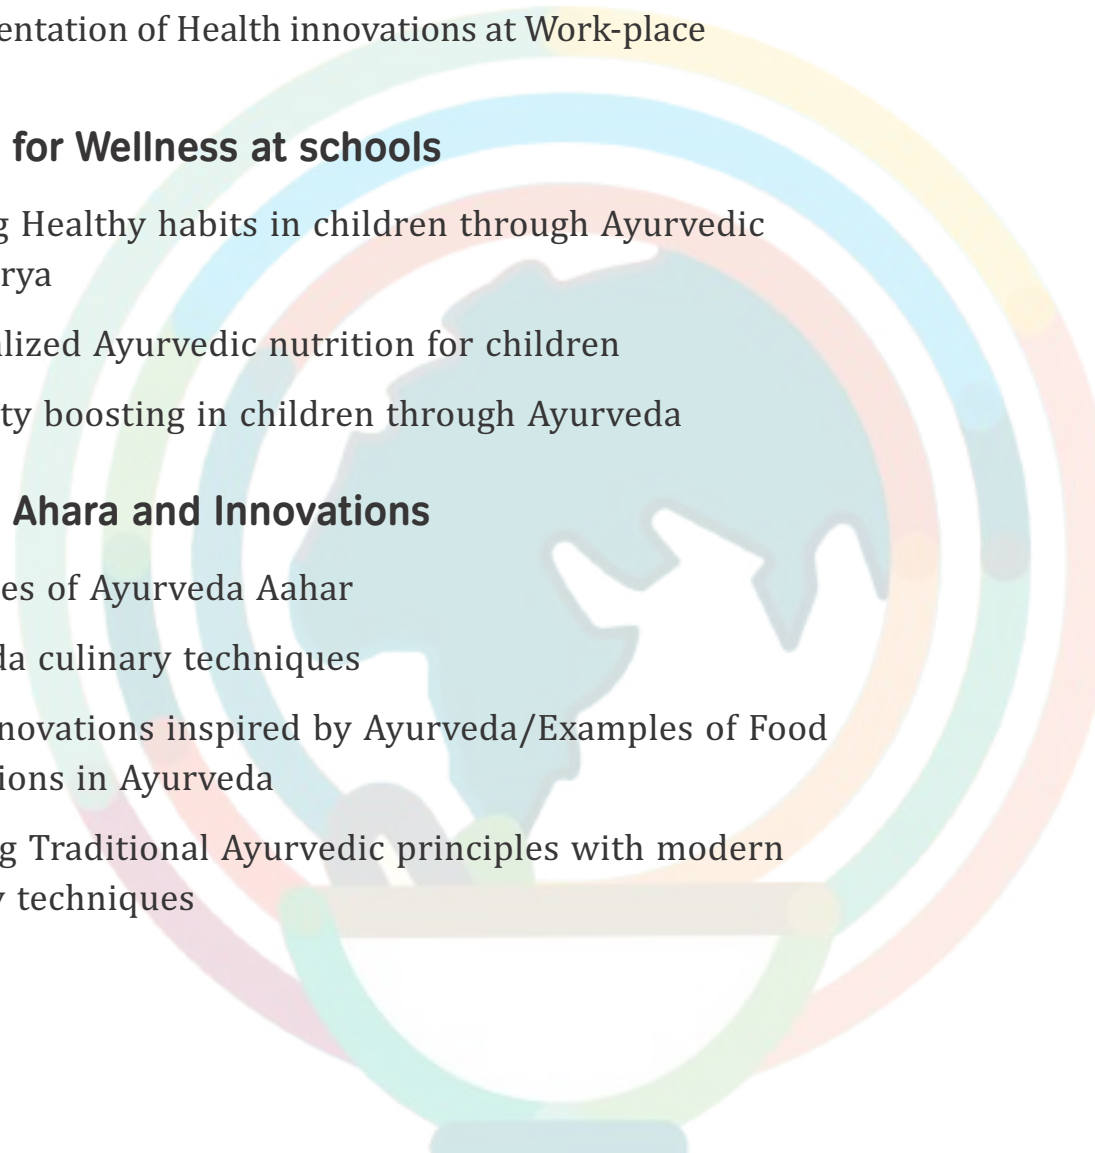 entation of Health innovations at Work-place
for Wellness at schools
g Healthy habits in children through Ayurvedic
rya
lized Ayurvedic nutrition for children
ty boosting in children through Ayurveda
Ahara and Innovations
es of Ayurveda Aahar
da culinary techniques
novations inspired by Ayurveda/Examples of Food
ions in Ayurveda
g Traditional Ayurvedic principles with modern
y techniques